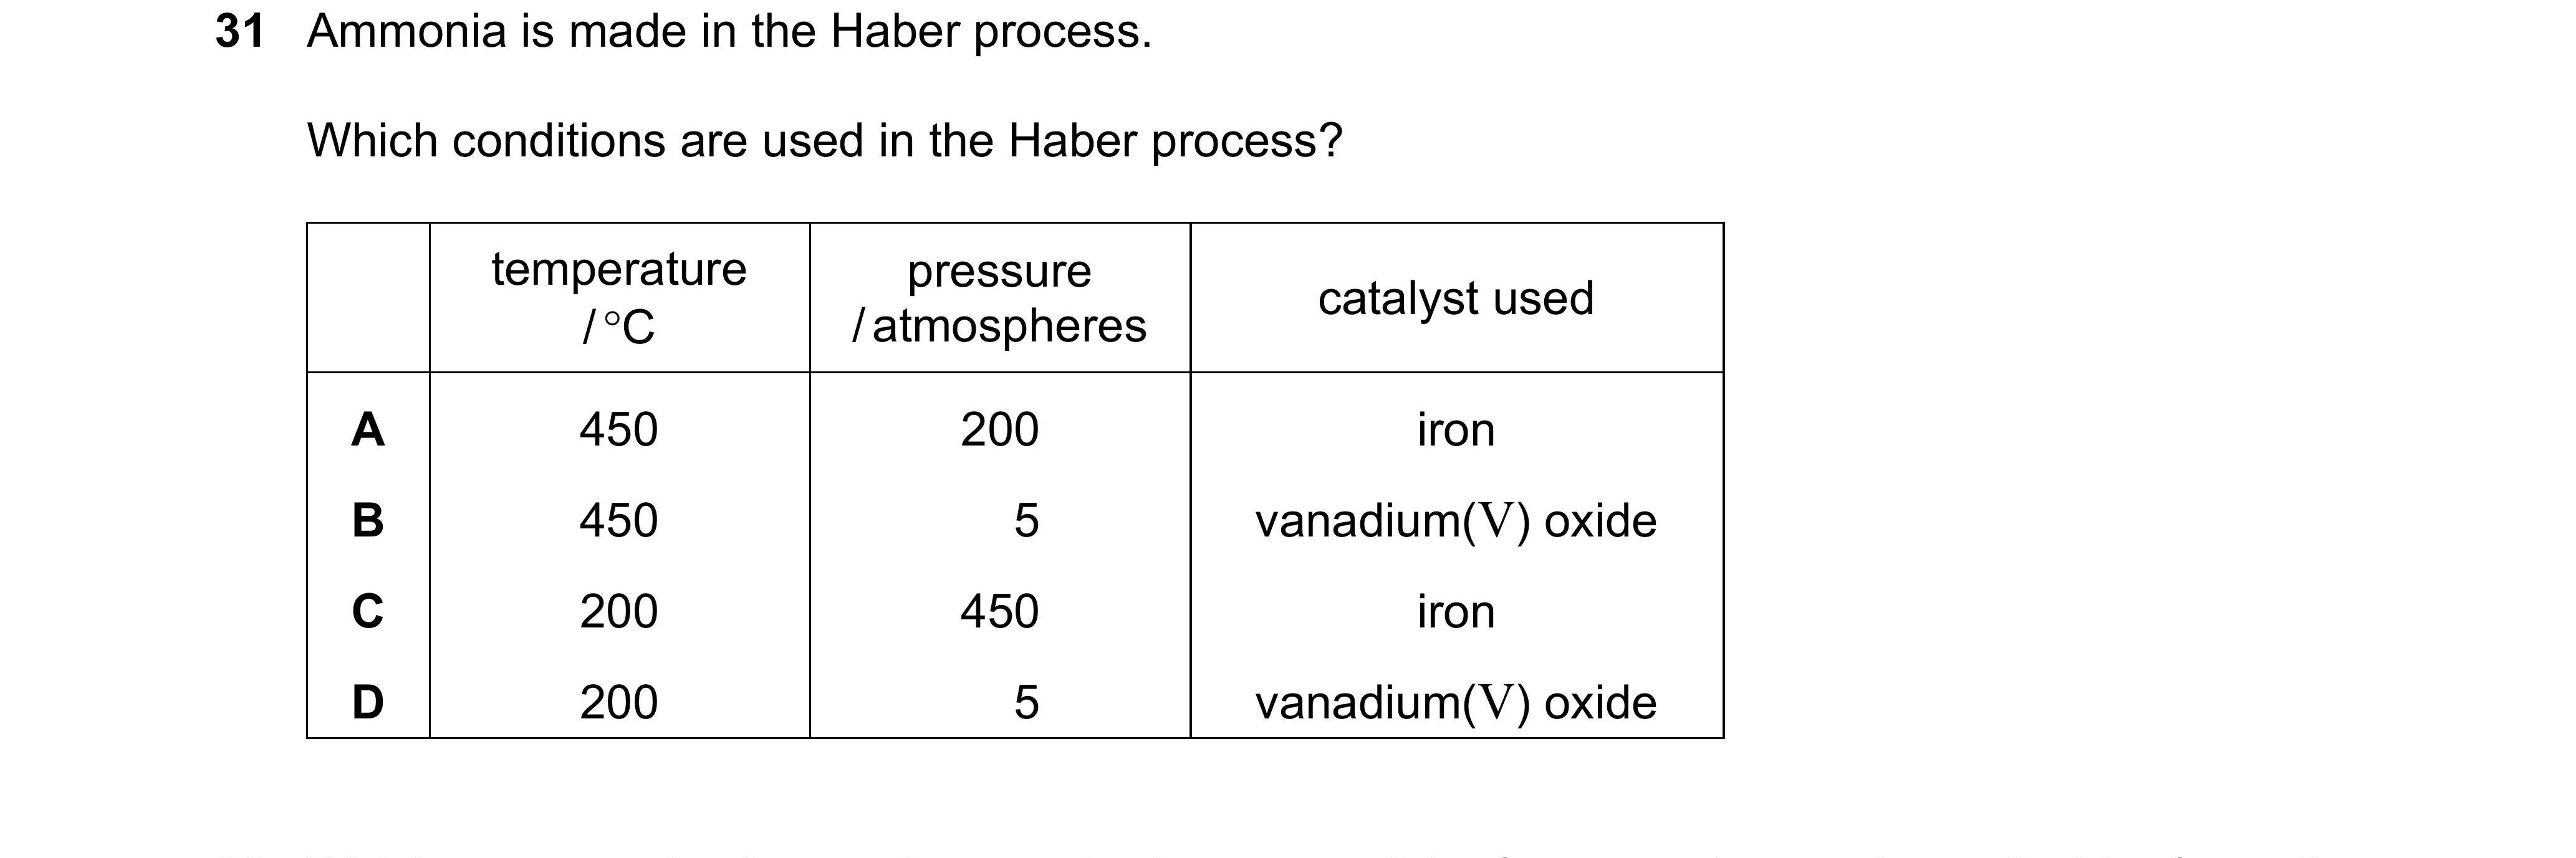 31 Ammonia is made in the Haber process.
Which conditions are used in the Haber process?
temperature /°C pressure /atmospheres catalyst used
A 450 200 iron
B 450 5 vanadium(V) oxide
C 200 450 iron
D 200 5 vanadium(V) oxide